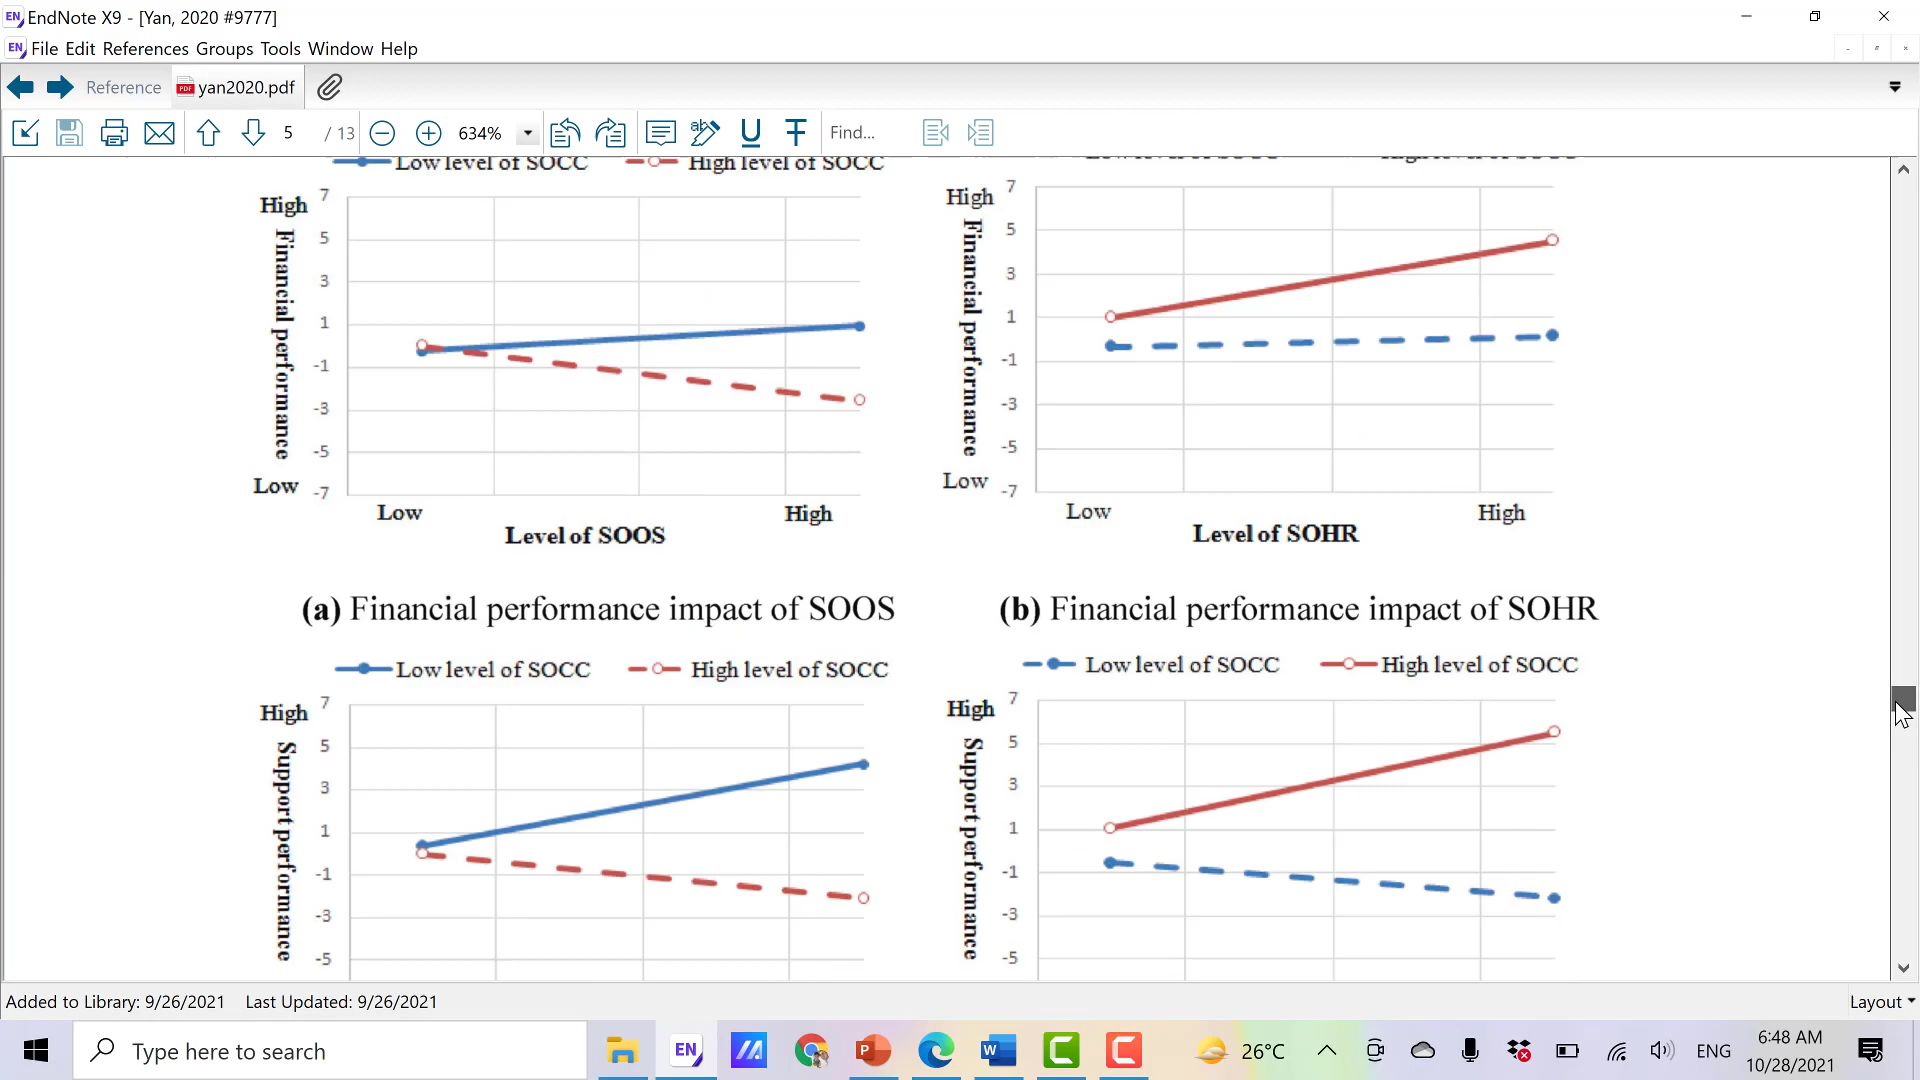 EndNote X9 - [Yan, 2020 #9777]
File Edit References Groups Tools Window Help
Reference yan2020.pdf
5 / 13 634% Find...
Low level of SOCC High level of SOCC
High 7
5
3
1
-1
-3
-5
Low -7
Financial performance
Low High
Level of SOOS
High 7
5
3
1
-1
-3
-5
Low -7
Financial performance
Low High
Level of SOHR
(a) Financial performance impact of SOOS
(b) Financial performance impact of SOHR
Low level of SOCC High level of SOCC
High 7
5
3
1
-1
-3
-5
Support performance
Low level of SOCC High level of SOCC
High 7
5
3
1
-1
-3
-5
Support performance
Added to Library: 9/26/2021 Last Updated: 9/26/2021
Layout
Type here to search
26°C
ENG
6:48 AM
10/28/2021